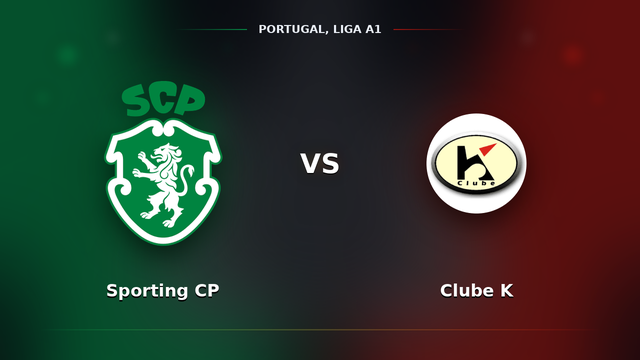 PORTUGAL, LIGA A1
SCP
VS
K
Clube
Sporting CP
Clube K